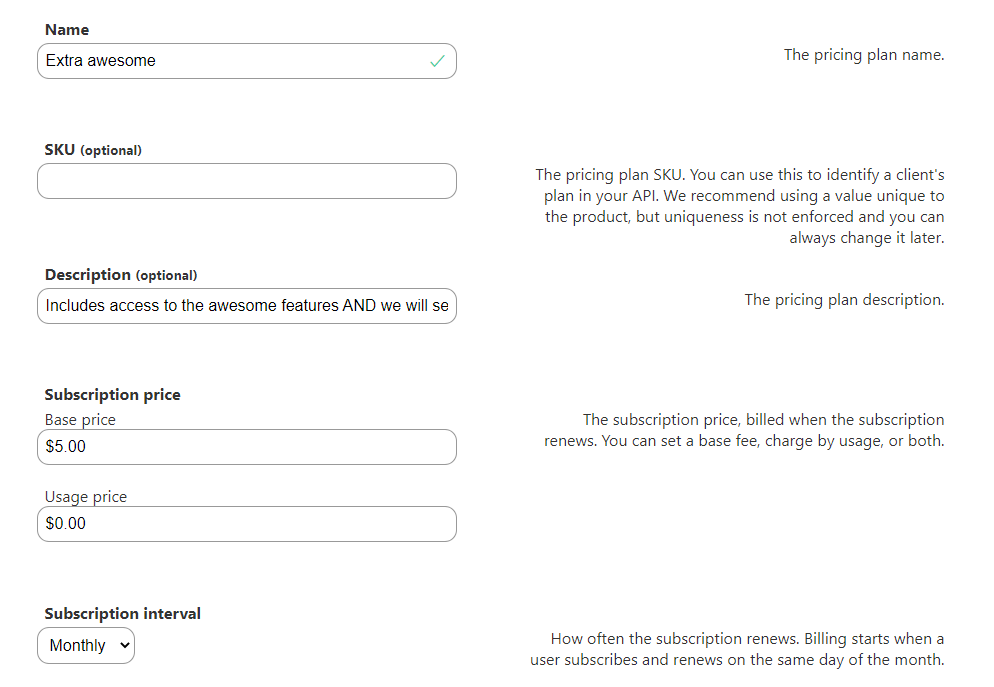 Name
Extra awesome
The pricing plan name.
SKU (optional)
The pricing plan SKU. You can use this to identify a client's
plan in your API. We recommend using a value unique to
the product, but uniqueness is not enforced and you can
always change it later.
Description (optional)
Includes access to the awesome features AND we will se
The pricing plan description.
Subscription price
Base price
$5.00
The subscription price, billed when the subscription
renews. You can set a base fee, charge by usage, or both.
Usage price
$0.00
Subscription interval
Monthly
How often the subscription renews. Billing starts when a
user subscribes and renews on the same day of the month.